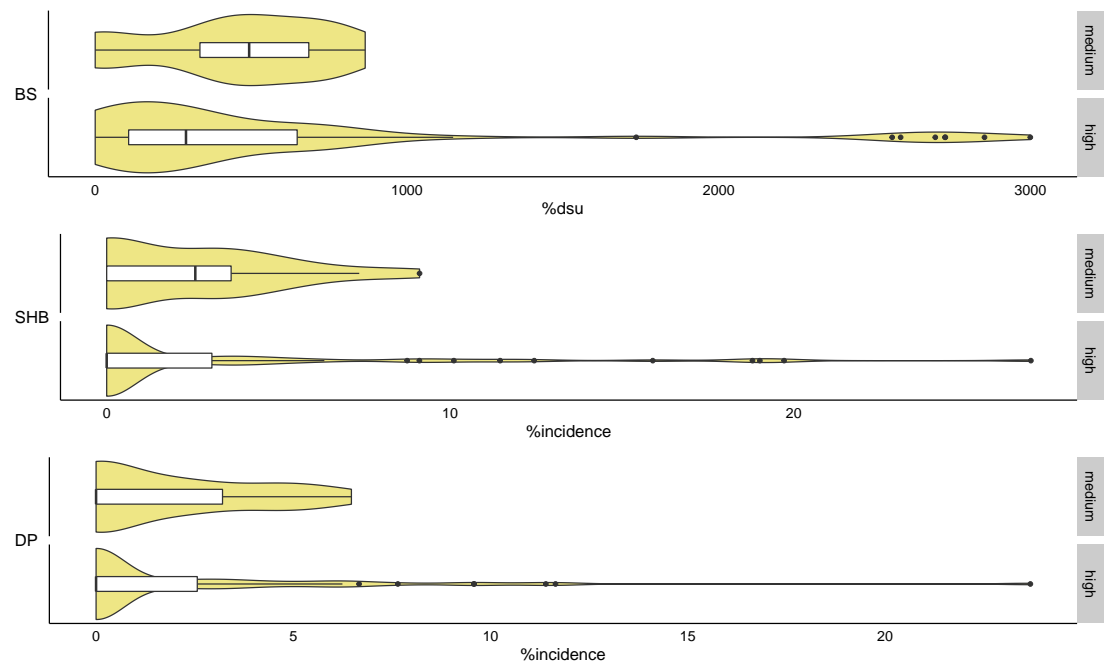 medium
BS
high
0 1000 2000 3000
%dsu
medium
SHB
high
0 10 20
%incidence
medium
DP
high
0 5 10 15 20
%incidence